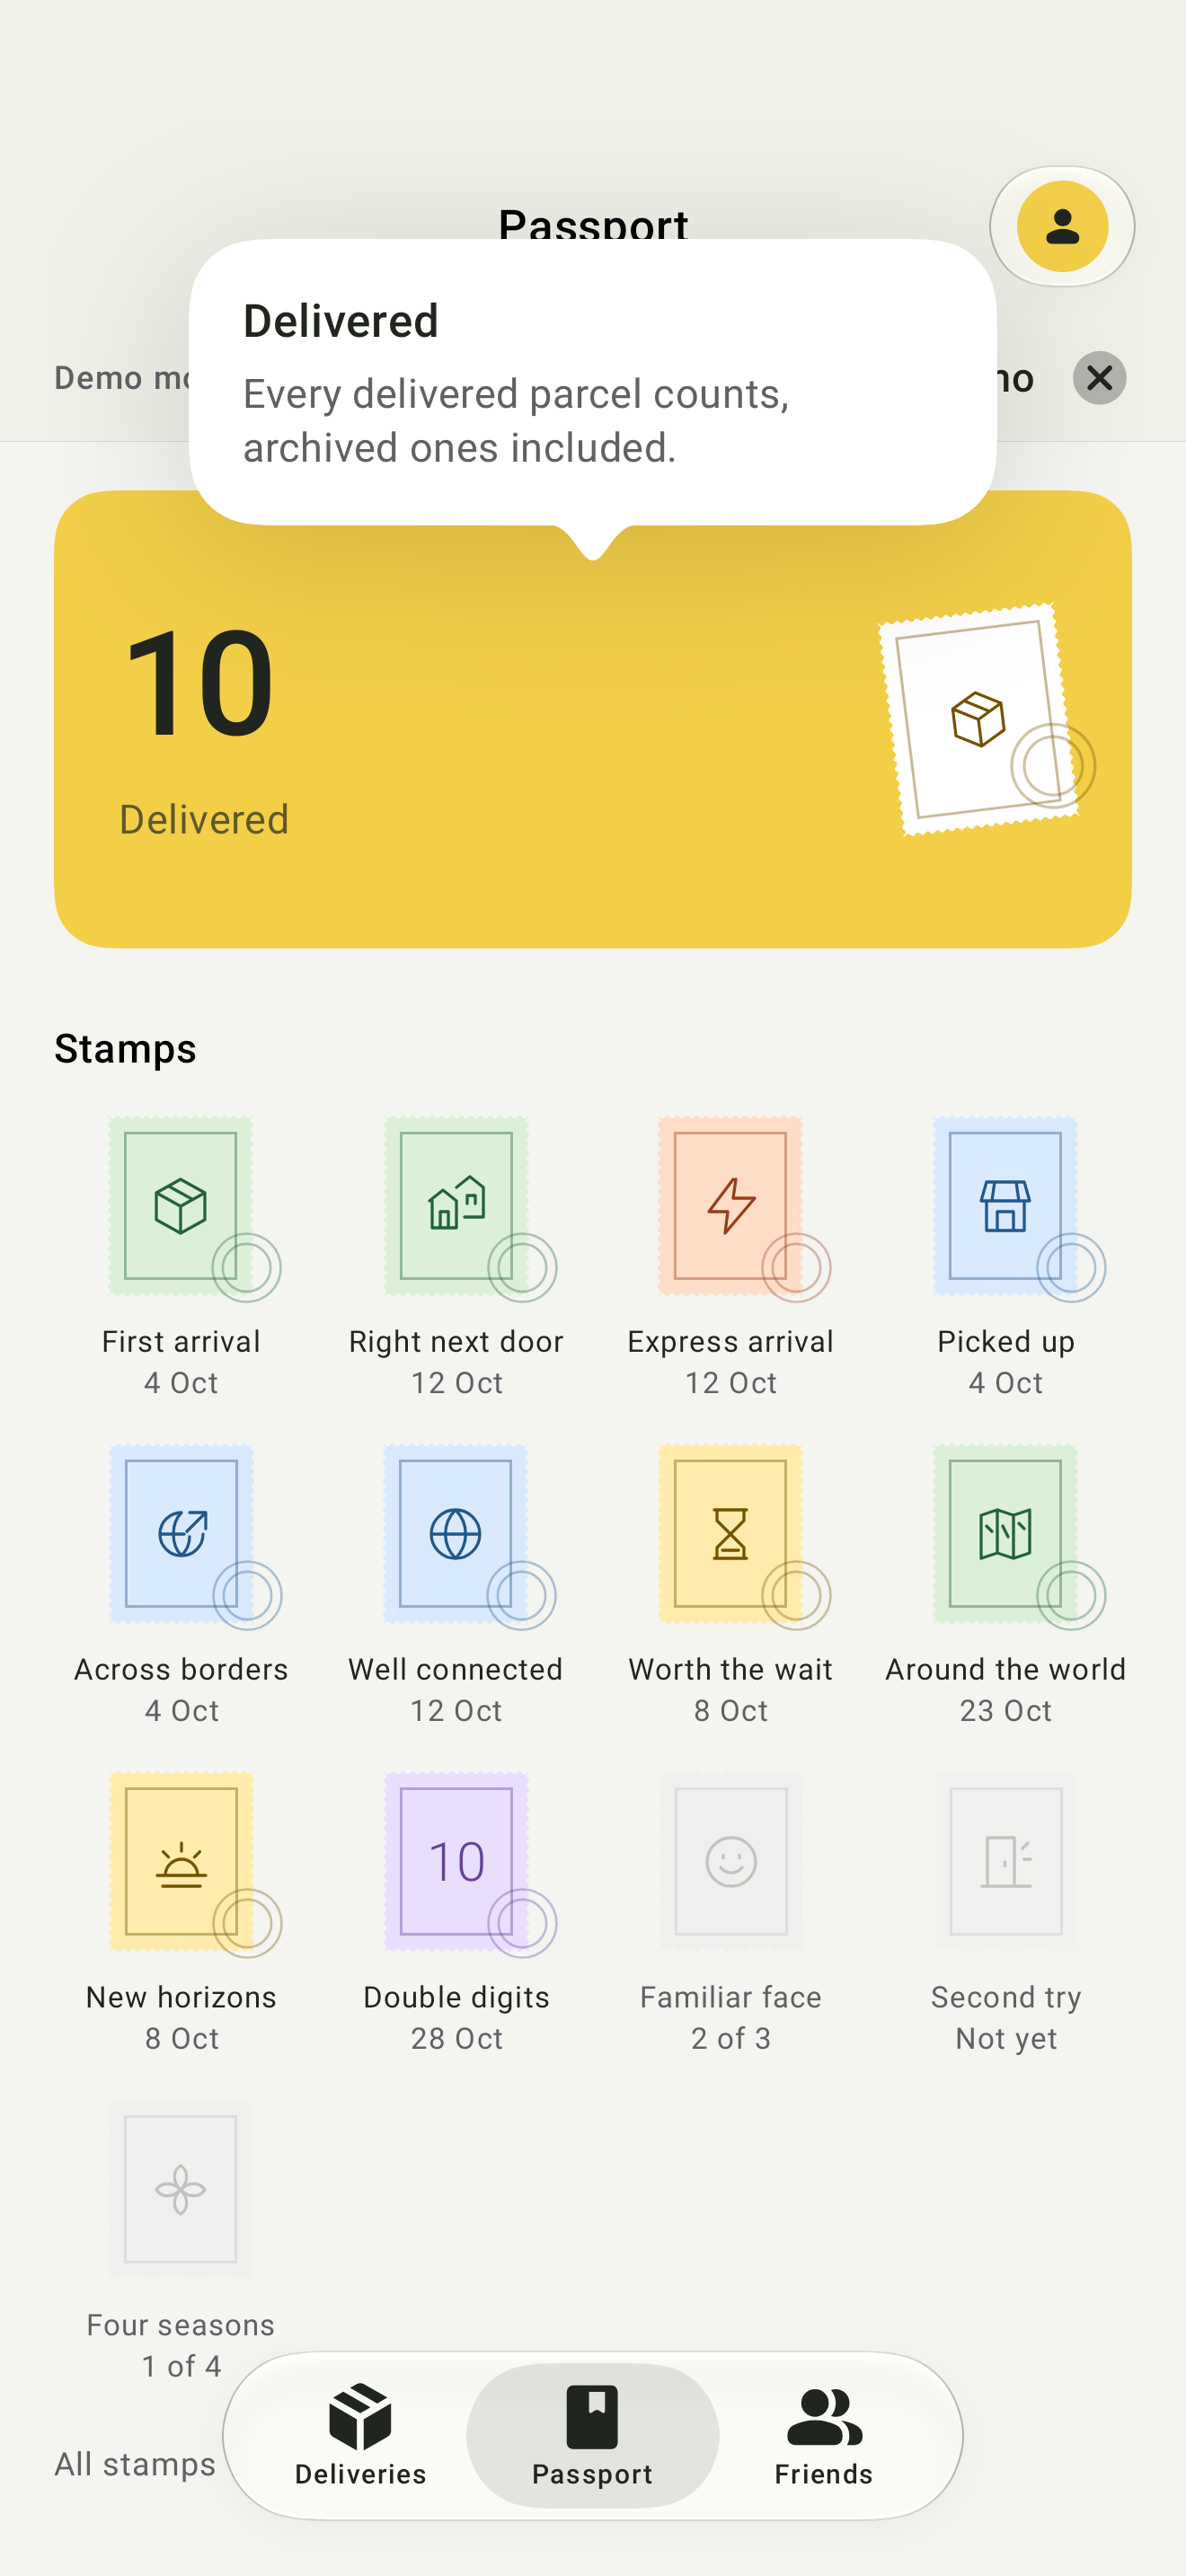 Passport
Delivered
Every delivered parcel counts,
archived ones included.
Demo
10
Delivered
Stamps
First arrival
4 Oct
Right next door
12 Oct
Express arrival
12 Oct
Picked up
4 Oct
Across borders
4 Oct
Well connected
12 Oct
Worth the wait
8 Oct
Around the world
23 Oct
New horizons
8 Oct
10
Double digits
28 Oct
Familiar face
2 of 3
Second try
Not yet
Four seasons
1 of 4
All stamps
Deliveries
Passport
Friends